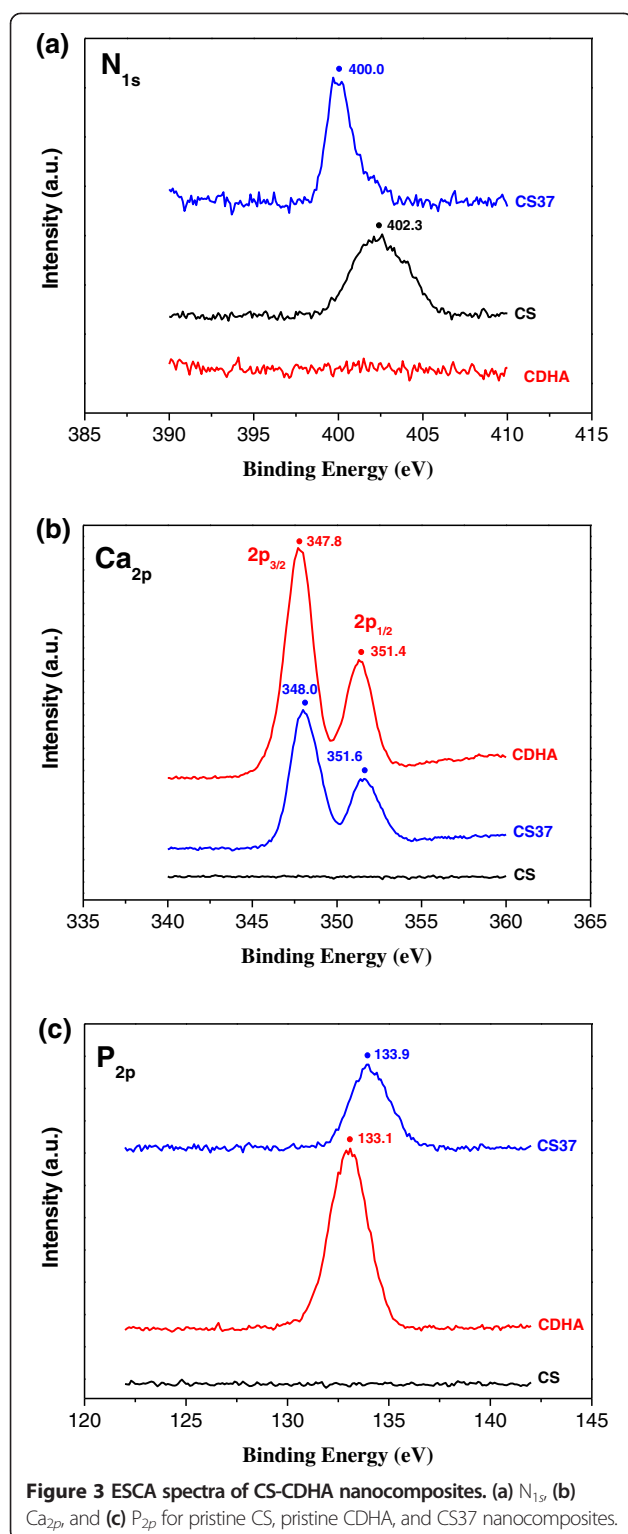 (a)
N1s
400.0
CS37
402.3
CS
CDHA
Intensity (a.u.)
385 390 395 400 405 410 415
Binding Energy (eV)
(b)
Ca2p
2p3/2
347.8
2p1/2
351.4
348.0
351.6
CDHA
CS37
CS
Intensity (a.u.)
335 340 345 350 355 360 365
Binding Energy (eV)
(c)
P2p
133.9
CS37
133.1
CDHA
CS
Intensity (a.u.)
120 125 130 135 140 145
Binding Energy (eV)
Figure 3 ESCA spectra of CS-CDHA nanocomposites. (a) N1s, (b)
Ca2p, and (c) P2p for pristine CS, pristine CDHA, and CS37 nanocomposites.